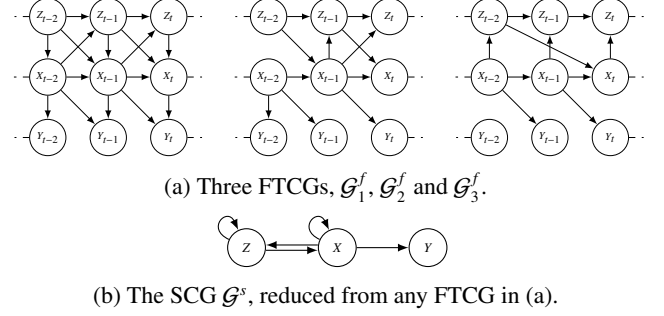 Z_{t−2} Z_{t−1} Z_t Z_{t−2} Z_{t−1} Z_t Z_{t−2} Z_{t−1} Z_t
X_{t−2} X_{t−1} X_t X_{t−2} X_{t−1} X_t X_{t−2} X_{t−1} X_t
Y_{t−2} Y_{t−1} Y_t Y_{t−2} Y_{t−1} Y_t Y_{t−2} Y_{t−1} Y_t
(a) Three FTCGs, 𝒢_1^f, 𝒢_2^f and 𝒢_3^f.
Z X Y
(b) The SCG 𝒢^s, reduced from any FTCG in (a).